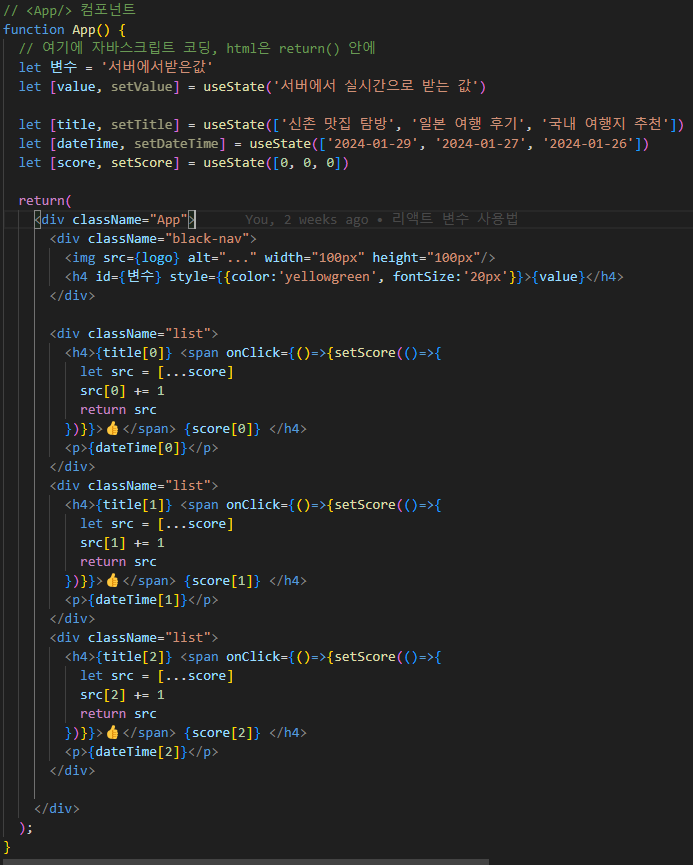 // <App/> 컴포넌트
function App() {
  // 여기에 자바스크립트 코딩, html은 return() 안에
  let 변수 = '서버에서받은값'
  let [value, setValue] = useState('서버에서 실시간으로 받는 값')

  let [title, setTitle] = useState(['신촌 맛집 탐방', '일본 여행 후기', '국내 여행지 추천'])
  let [dateTime, setDateTime] = useState(['2024-01-29', '2024-01-27', '2024-01-26'])
  let [score, setScore] = useState([0, 0, 0])

  return(
    <div className="App">       You, 2 weeks ago • 리액트 변수 사용법
      <div className="black-nav">
        <img src={logo} alt="..." width="100px" height="100px"/>
        <h4 id={변수} style={{color:'yellowgreen', fontSize:'20px'}}>{value}</h4>
      </div>

      <div className="list">
        <h4>{title[0]} <span onClick={()=>{setScore(()=>{
          let src = [...score]
          src[0] += 1
          return src
        })}}>👍</span> {score[0]} </h4>
        <p>{dateTime[0]}</p>
      </div>
      <div className="list">
        <h4>{title[1]} <span onClick={()=>{setScore(()=>{
          let src = [...score]
          src[1] += 1
          return src
        })}}>👍</span> {score[1]} </h4>
        <p>{dateTime[1]}</p>
      </div>
      <div className="list">
        <h4>{title[2]} <span onClick={()=>{setScore(()=>{
          let src = [...score]
          src[2] += 1
          return src
        })}}>👍</span> {score[2]} </h4>
        <p>{dateTime[2]}</p>
      </div>

    </div>
  );
}